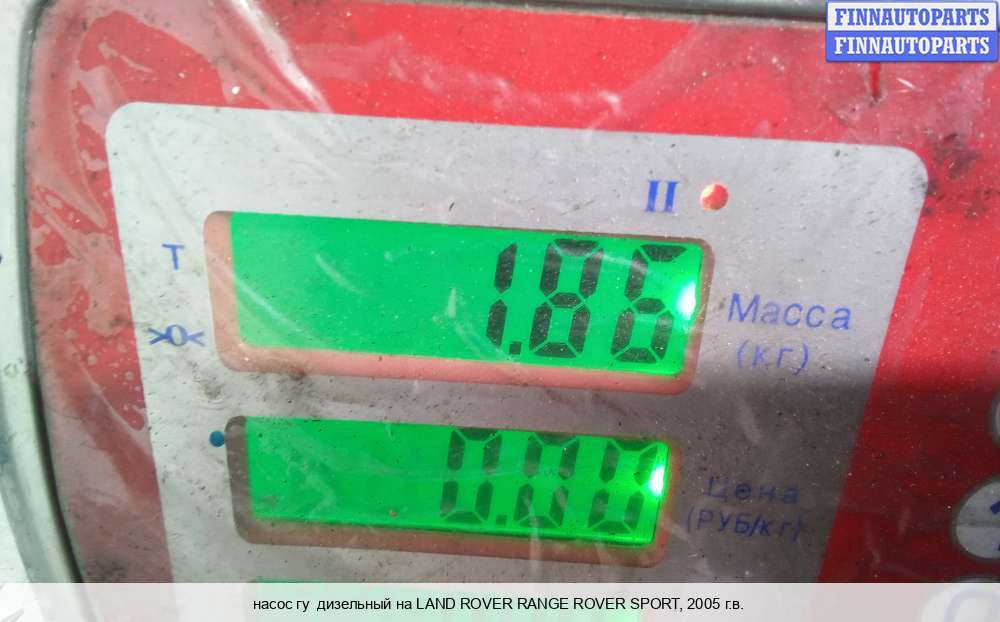 FINNAUTOPARTS
FINNAUTOPARTS
II
T
1.86
Масса
(кг)
>0<
0.00
Цена
(РУБ/кг)
насос гу дизельный на LAND ROVER RANGE ROVER SPORT, 2005 г.в.